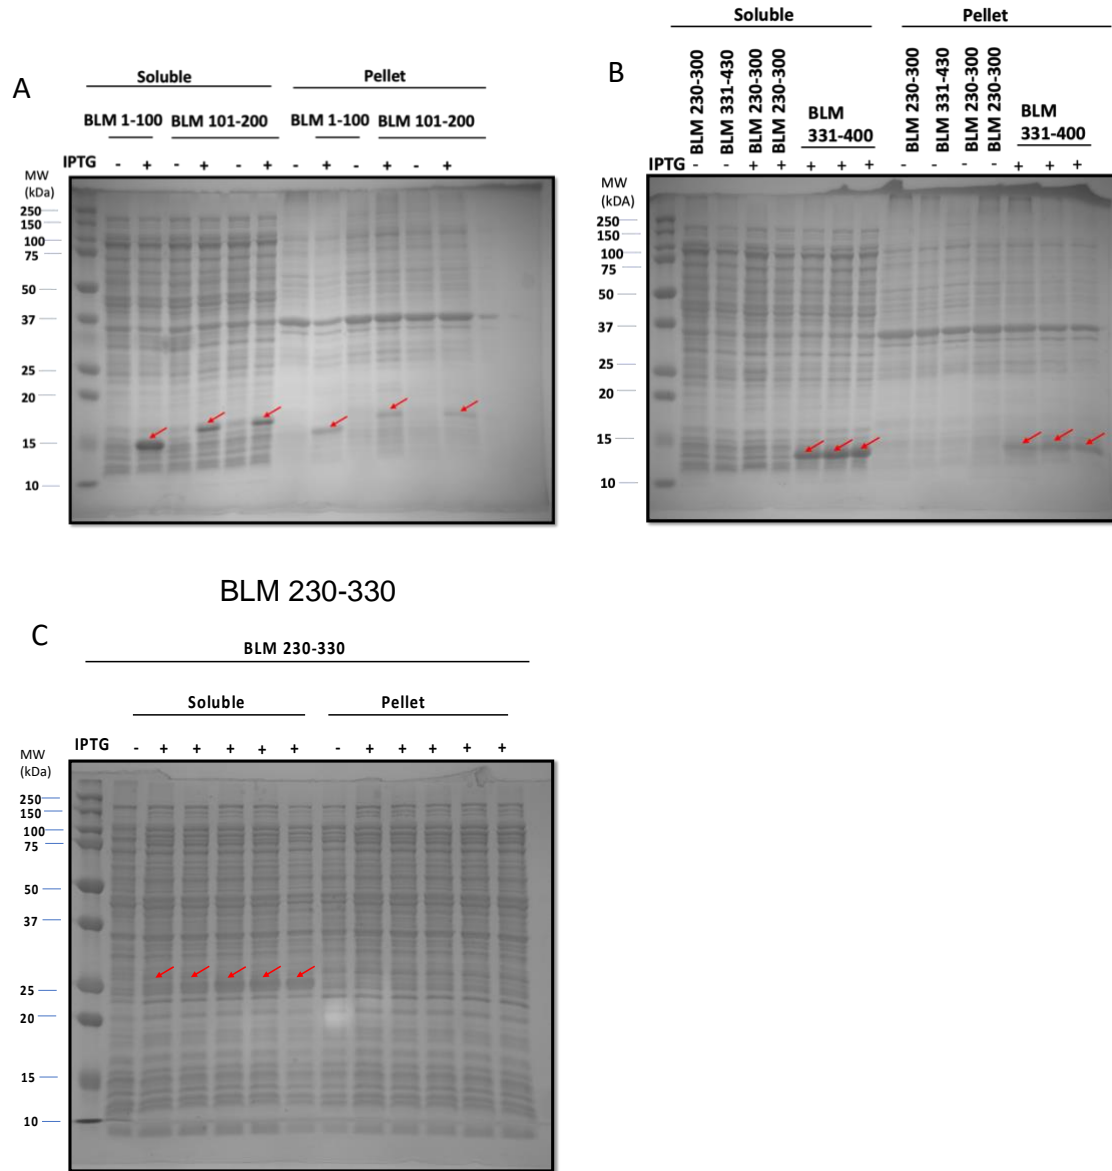 A
Soluble
Pellet
BLM 1-100
BLM 101-200
BLM 1-100
BLM 101-200
IPTG - + - + - + - + - + - +
MW
(kDa)
250
150
100
75
50
37
25
20
15
10
B
Soluble
Pellet
BLM 230-300
BLM 331-430
BLM 230-300
BLM 230-300
BLM
331-400
BLM 230-300
BLM 331-430
BLM 230-300
BLM 230-300
BLM
331-400
IPTG - - + + + + + - - - - + + +
MW
(kDA)
250
150
100
75
50
37
25
20
15
10
BLM 230-330
C
BLM 230-330
Soluble
Pellet
IPTG - + + + + + - + + + + +
MW
(kDa)
250
150
100
75
50
37
25
20
15
10